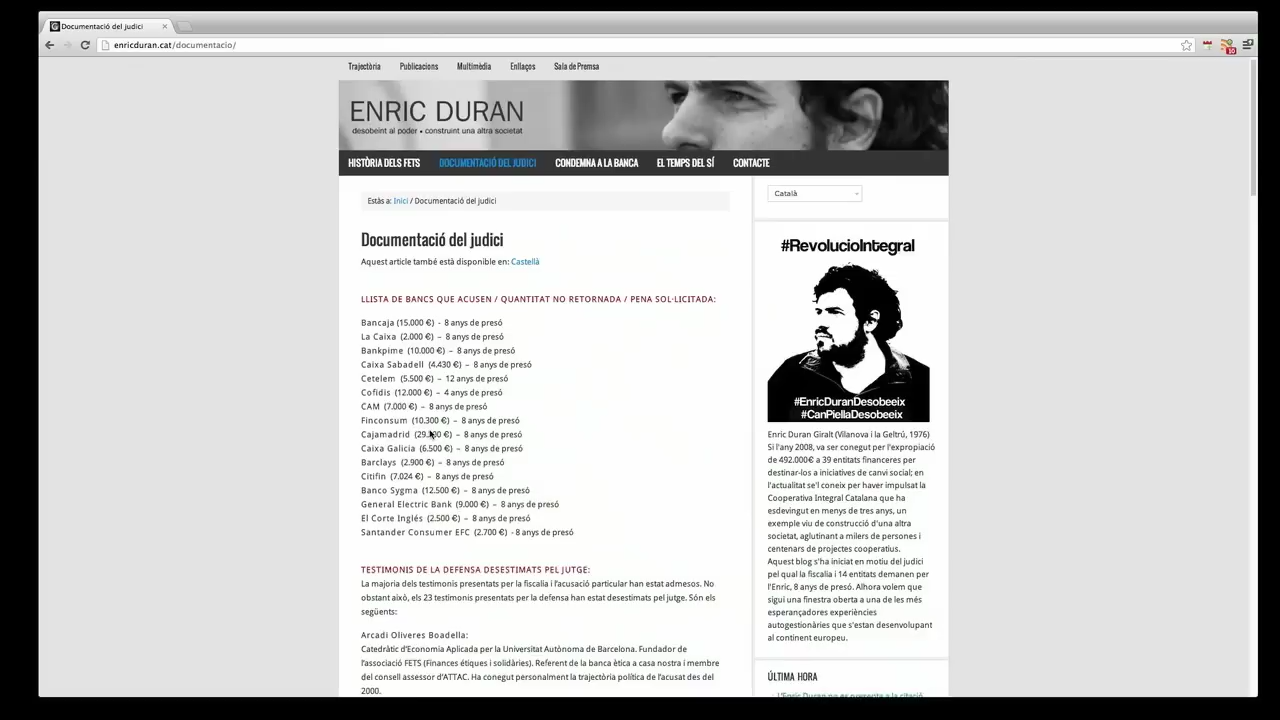 Documentació del judici
enricduran.cat/documentacio/
Trajectòria Publicacions Multimèdia Enllaços Sala de Premsa
ENRIC DURAN
desobeint al poder • construint una altra societat
HISTÒRIA DELS FETS DOCUMENTACIÓ DEL JUDICI CONDEMNA A LA BANCA EL TEMPS DEL SÍ CONTACTE
Estàs a: Inici / Documentació del judici
Documentació del judici
Aquest article també està disponible en: Castellà
LLISTA DE BANCS QUE ACUSEN / QUANTITAT NO RETORNADA / PENA SOL·LICITADA:
Bancaja (15.000 €) - 8 anys de presó
La Caixa (2.000 €) – 8 anys de presó
Bankpime (10.000 €) – 8 anys de presó
Caixa Sabadell (4.430 €) – 8 anys de presó
Cetelem (5.500 €) – 12 anys de presó
Cofidis (12.000 €) – 4 anys de presó
CAM (7.000 €) – 8 anys de presó
Finconsum (10.300 €) – 8 anys de presó
Cajamadrid – 8 anys de presó
Caixa Galicia (6.500 €) – 8 anys de presó
Barclays (2.900 €) – 8 anys de presó
Citifin (7.024 €) – 8 anys de presó
Banco Sygma (12.500 €) – 8 anys de presó
General Electric Bank (9.000 €) – 8 anys de presó
El Corte Inglés (2.500 €) – 8 anys de presó
Santander Consumer EFC (2.700 €) - 8 anys de presó
TESTIMONIS DE LA DEFENSA DESESTIMATS PEL JUTGE:
La majoria dels testimonis presentats per la fiscalia i l'acusació particular han estat admesos. No
obstant això, els 23 testimonis presentats per la defensa han estat desestimats pel jutge. Són els
següents:
Arcadi Oliveres Boadella:
Catedràtic d'Economia Aplicada per la Universitat Autònoma de Barcelona. Fundador de
l'associació FETS (Finances étiques i solidàries). Referent de la banca ètica a casa nostra i membre
del consell assessor d'ATTAC. Ha conegut personalment la trajectòria política de l'acusat des del
2000.
Català
#RevolucioIntegral
#EnricDuranDesobeeix
#CanPiellaDesobeeix
Enric Duran Giralt (Vilanova i la Geltrú, 1976)
Si l'any 2008, va ser conegut per l'expropiació
de 492.000€ a 39 entitats financeres per
destinar-los a iniciatives de canvi social; en
l'actualitat se'l coneix per haver impulsat la
Cooperativa Integral Catalana que ha
esdevingut en menys de tres anys, un
exemple viu de construcció d'una altra
societat, aglutinant a milers de persones i
centenars de projectes cooperatius.
Aquest blog s'ha iniciat en motiu del judici
pel qual la fiscalia i 14 entitats demanen per
l'Enric, 8 anys de presó. Alhora volem que
sigui una finestra oberta a una de les més
esperançadores experiències
autogestionàries que s'estan desenvolupant
al continent europeu.
ÚLTIMA HORA
L'Enric Duran no es presenta a la citació